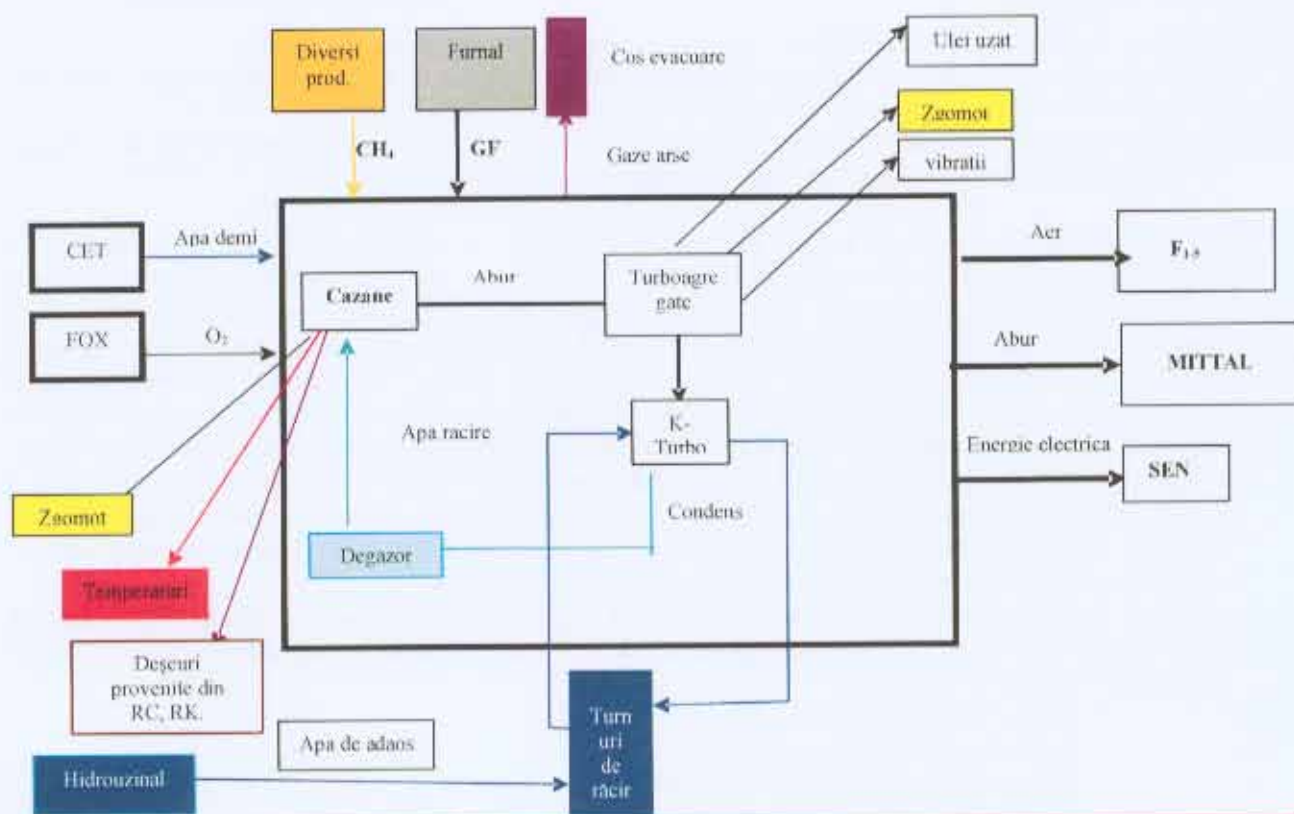 Diversi
prod.
Furnal
Cos evacuare
Ulei uzat
Zgomot
vibratii
CH₄
GF
Gaze arse
CET
Apa demi
Aer
F₁₋₅
Cazane
Abur
Turboagre
gate
FOX
O₂
Abur
MITTAL
Apa racire
K-
Turbo
Energie electrica
SEN
Zgomot
Condens
Degazor
Temperaturi
Deșeuri
provenite din
RC, RK.
Turn
uri
de
răcir
Apa de adaos
Hidrouzinal